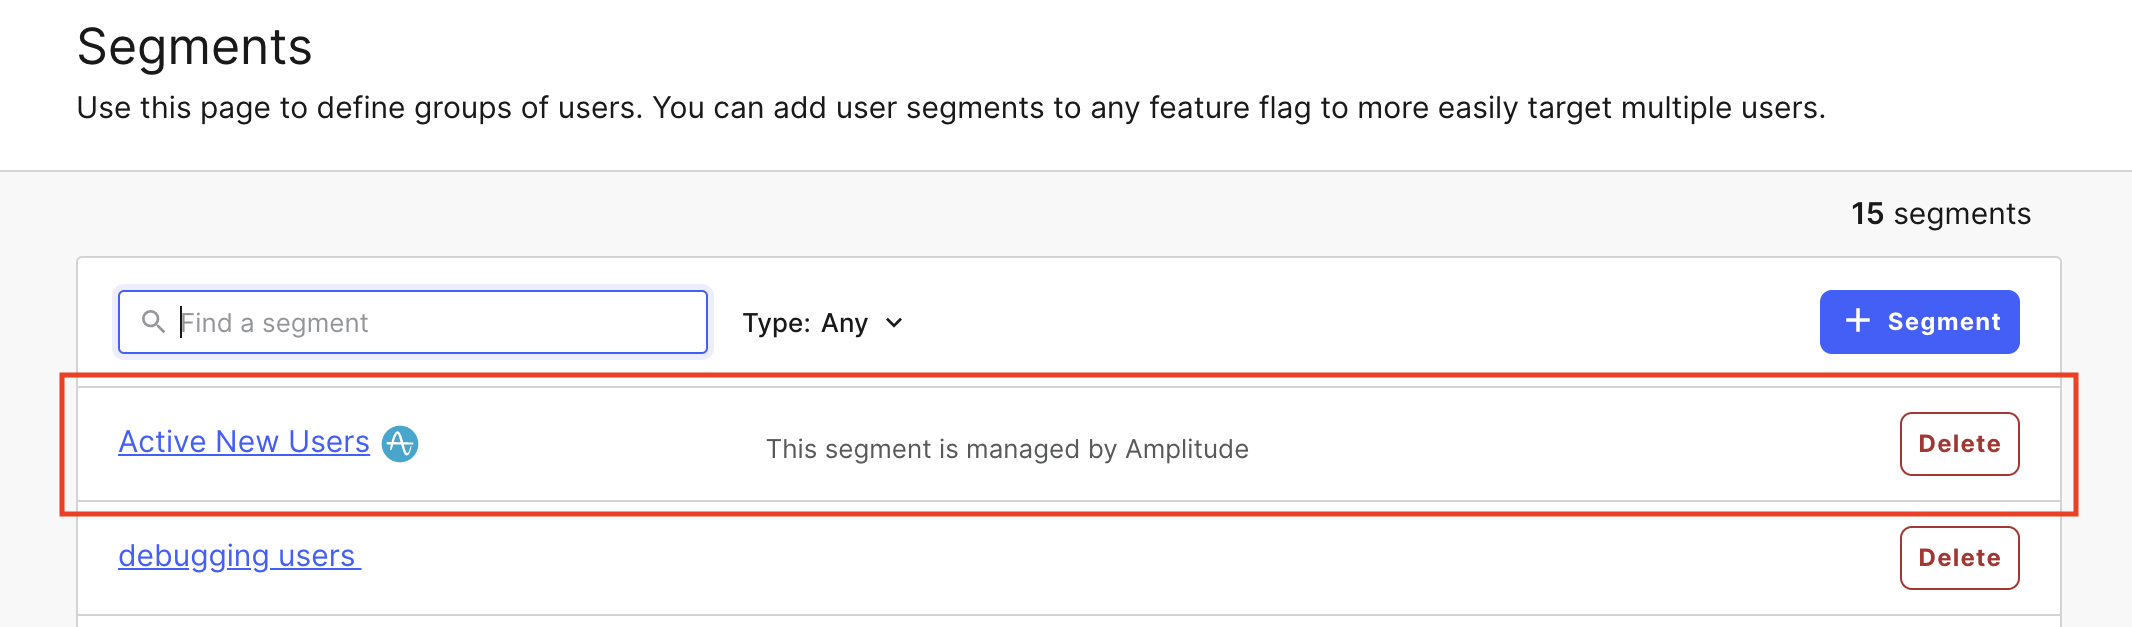 Segments
Use this page to define groups of users. You can add user segments to any feature flag to more easily target multiple users.
15 segments
Find a segment
Type: Any
+ Segment
Active New Users
This segment is managed by Amplitude
Delete
debugging users
Delete